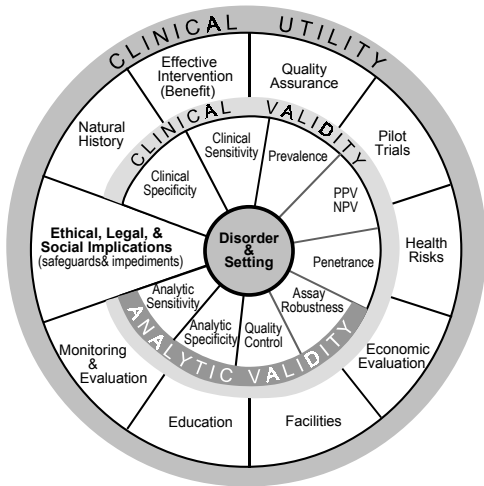 CLINICAL UTILITY
Effective
Intervention
(Benefit)
Quality
Assurance
Natural
History
Pilot
Trials
CLINICAL VALIDITY
Clinical
Sensitivity
Prevalence
Clinical
Specificity
PPV
NPV
Ethical, Legal, &
Social Implications
(safeguards& impediments)
Disorder
&
Setting
Penetrance
Health
Risks
Analytic
Sensitivity
Assay
Robustness
Analytic
Specificity
Quality
Control
ANALYTIC VALIDITY
Monitoring
&
Evaluation
Economic
Evaluation
Education
Facilities